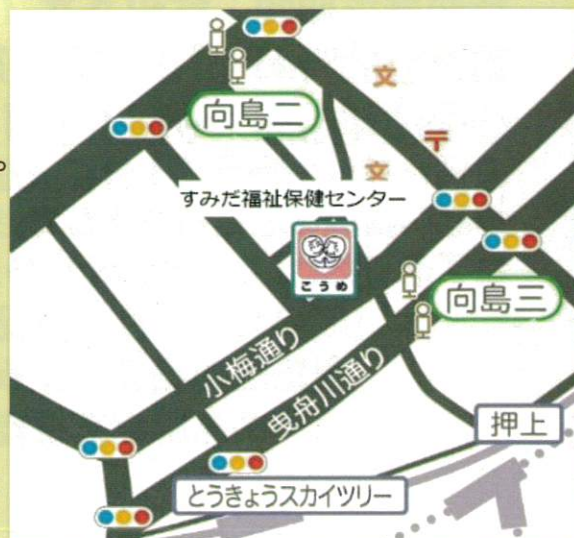 。
向島二
文
〒
文
すみだ福祉保健センター
こうめ
向島三
小梅通り
曳舟川通り
押上
とうきょうスカイツリー